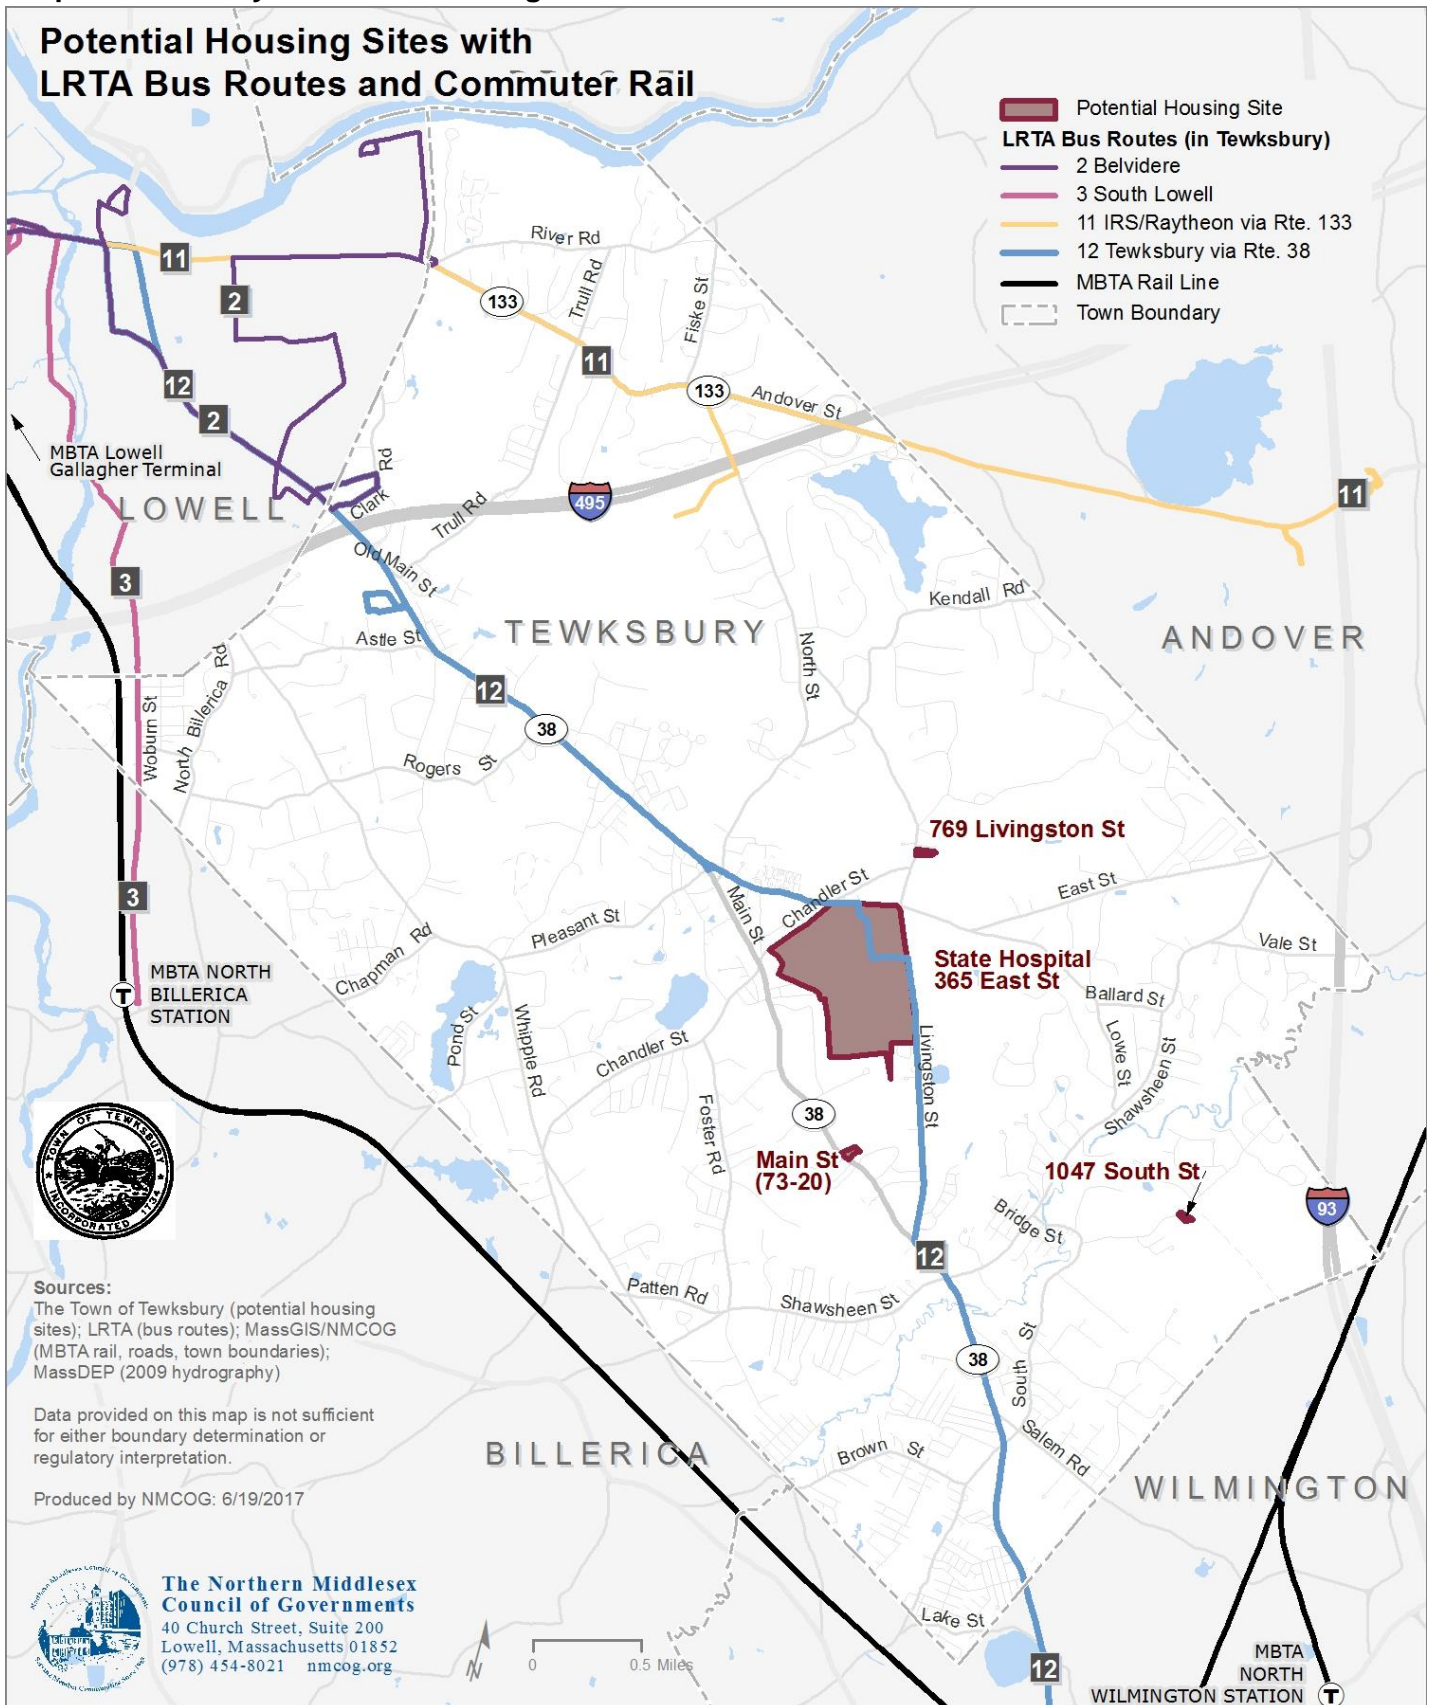 Potential Housing Sites with
LRTA Bus Routes and Commuter Rail
Potential Housing Site
LRTA Bus Routes (in Tewksbury)
2 Belvidere
3 South Lowell
11 IRS/Raytheon via Rte. 133
12 Tewksbury via Rte. 38
MBTA Rail Line
Town Boundary
River Rd
11
2
133
Trull Rd
Fiske St
11
133
Andover St
12
2
MBTA Lowell
Gallagher Terminal
LOWELL
Clark Rd
Trull Rd
495
11
3
Old Main St
Kendall Rd
Astle St
TEWKSBURY
ANDOVER
North St
12
38
Woburn St
North Billerica Rd
Rogers St
769 Livingston St
3
Main St
Chandler St
East St
Pleasant St
Chapman Rd
Vale St
State Hospital
365 East St
MBTA NORTH
BILLERICA
STATION
T
Ballard St
Pond St
Whipple Rd
Chandler St
Livingston St
Lowe St
Shawsheen St
Foster Rd
38
TOWN OF TEWKSBURY
INCORPORATED 1734
Main St
(73-20)
1047 South St
93
Bridge St
12
Patten Rd
Shawsheen St
Sources:
The Town of Tewksbury (potential housing
sites); LRTA (bus routes); MassGIS/NMCOG
(MBTA rail, roads, town boundaries);
MassDEP (2009 hydrography)
38
South St
Data provided on this map is not sufficient
for either boundary determination or
regulatory interpretation.
Salem Rd
BILLERICA
Brown St
WILMINGTON
Produced by NMCOG: 6/19/2017
The Northern Middlesex
Council of Governments
40 Church Street, Suite 200
Lowell, Massachusetts 01852
(978) 454-8021 nmcog.org
N
0 0.5 Miles
Lake St
12
MBTA
NORTH
WILMINGTON STATION
T